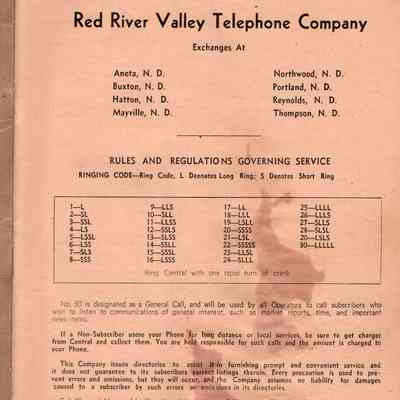 Red River Valley Telephone Company
Exchanges At
Aneta, N. D. Northwood, N. D.
Buxton, N. D. Portland, N. D.
Hatton, N. D. Reynolds, N. D.
Mayville, N. D. Thompson, N. D.
RULES AND REGULATIONS GOVERNING SERVICE
RINGING CODE—Ring Code, L Dennotes Long Ring; S Denotes Short Ring
1—L 9—LLS 17—LL 25—LLLL
2—SL 10—SLL 18—LSL 26—LLLS
3—SSL 11—LLSS 19—LSLL 27—SLLS
4—LS 12—SSLS 20—SSSS 28—SLSL
5—LSSL 13—SLSS 21—LSL 29—LSLS
6—LSS 14—SSLL 22—SSSSS 30—LLLLL
7—SLS 15—SSSL 23—LSSL
8—SSS 16—LSSS 24—SLLL
Ring Central with one rapid turn of crank
No. 30 is designated as a General Call, and will be used by all Operators to call subscribers who
wish to listen to communications of general interest, such as market reports, time, and important
news items.
If a Non-Subscriber uses your Phone for long distance or local services, be sure to get charges
from Central and collect them. You are held responsible for such calls and the amount is charged to
your Phone.
This Company issues directories to assist it in furnishing prompt and convenient service and
it does not guarantee to its subscribers correct listings therein. Every precaution is used to pre-
vent errors and omissions, but they will occur, and the Company assumes no liability for damages
caused to a subscriber by such errors or omissions in its directories.